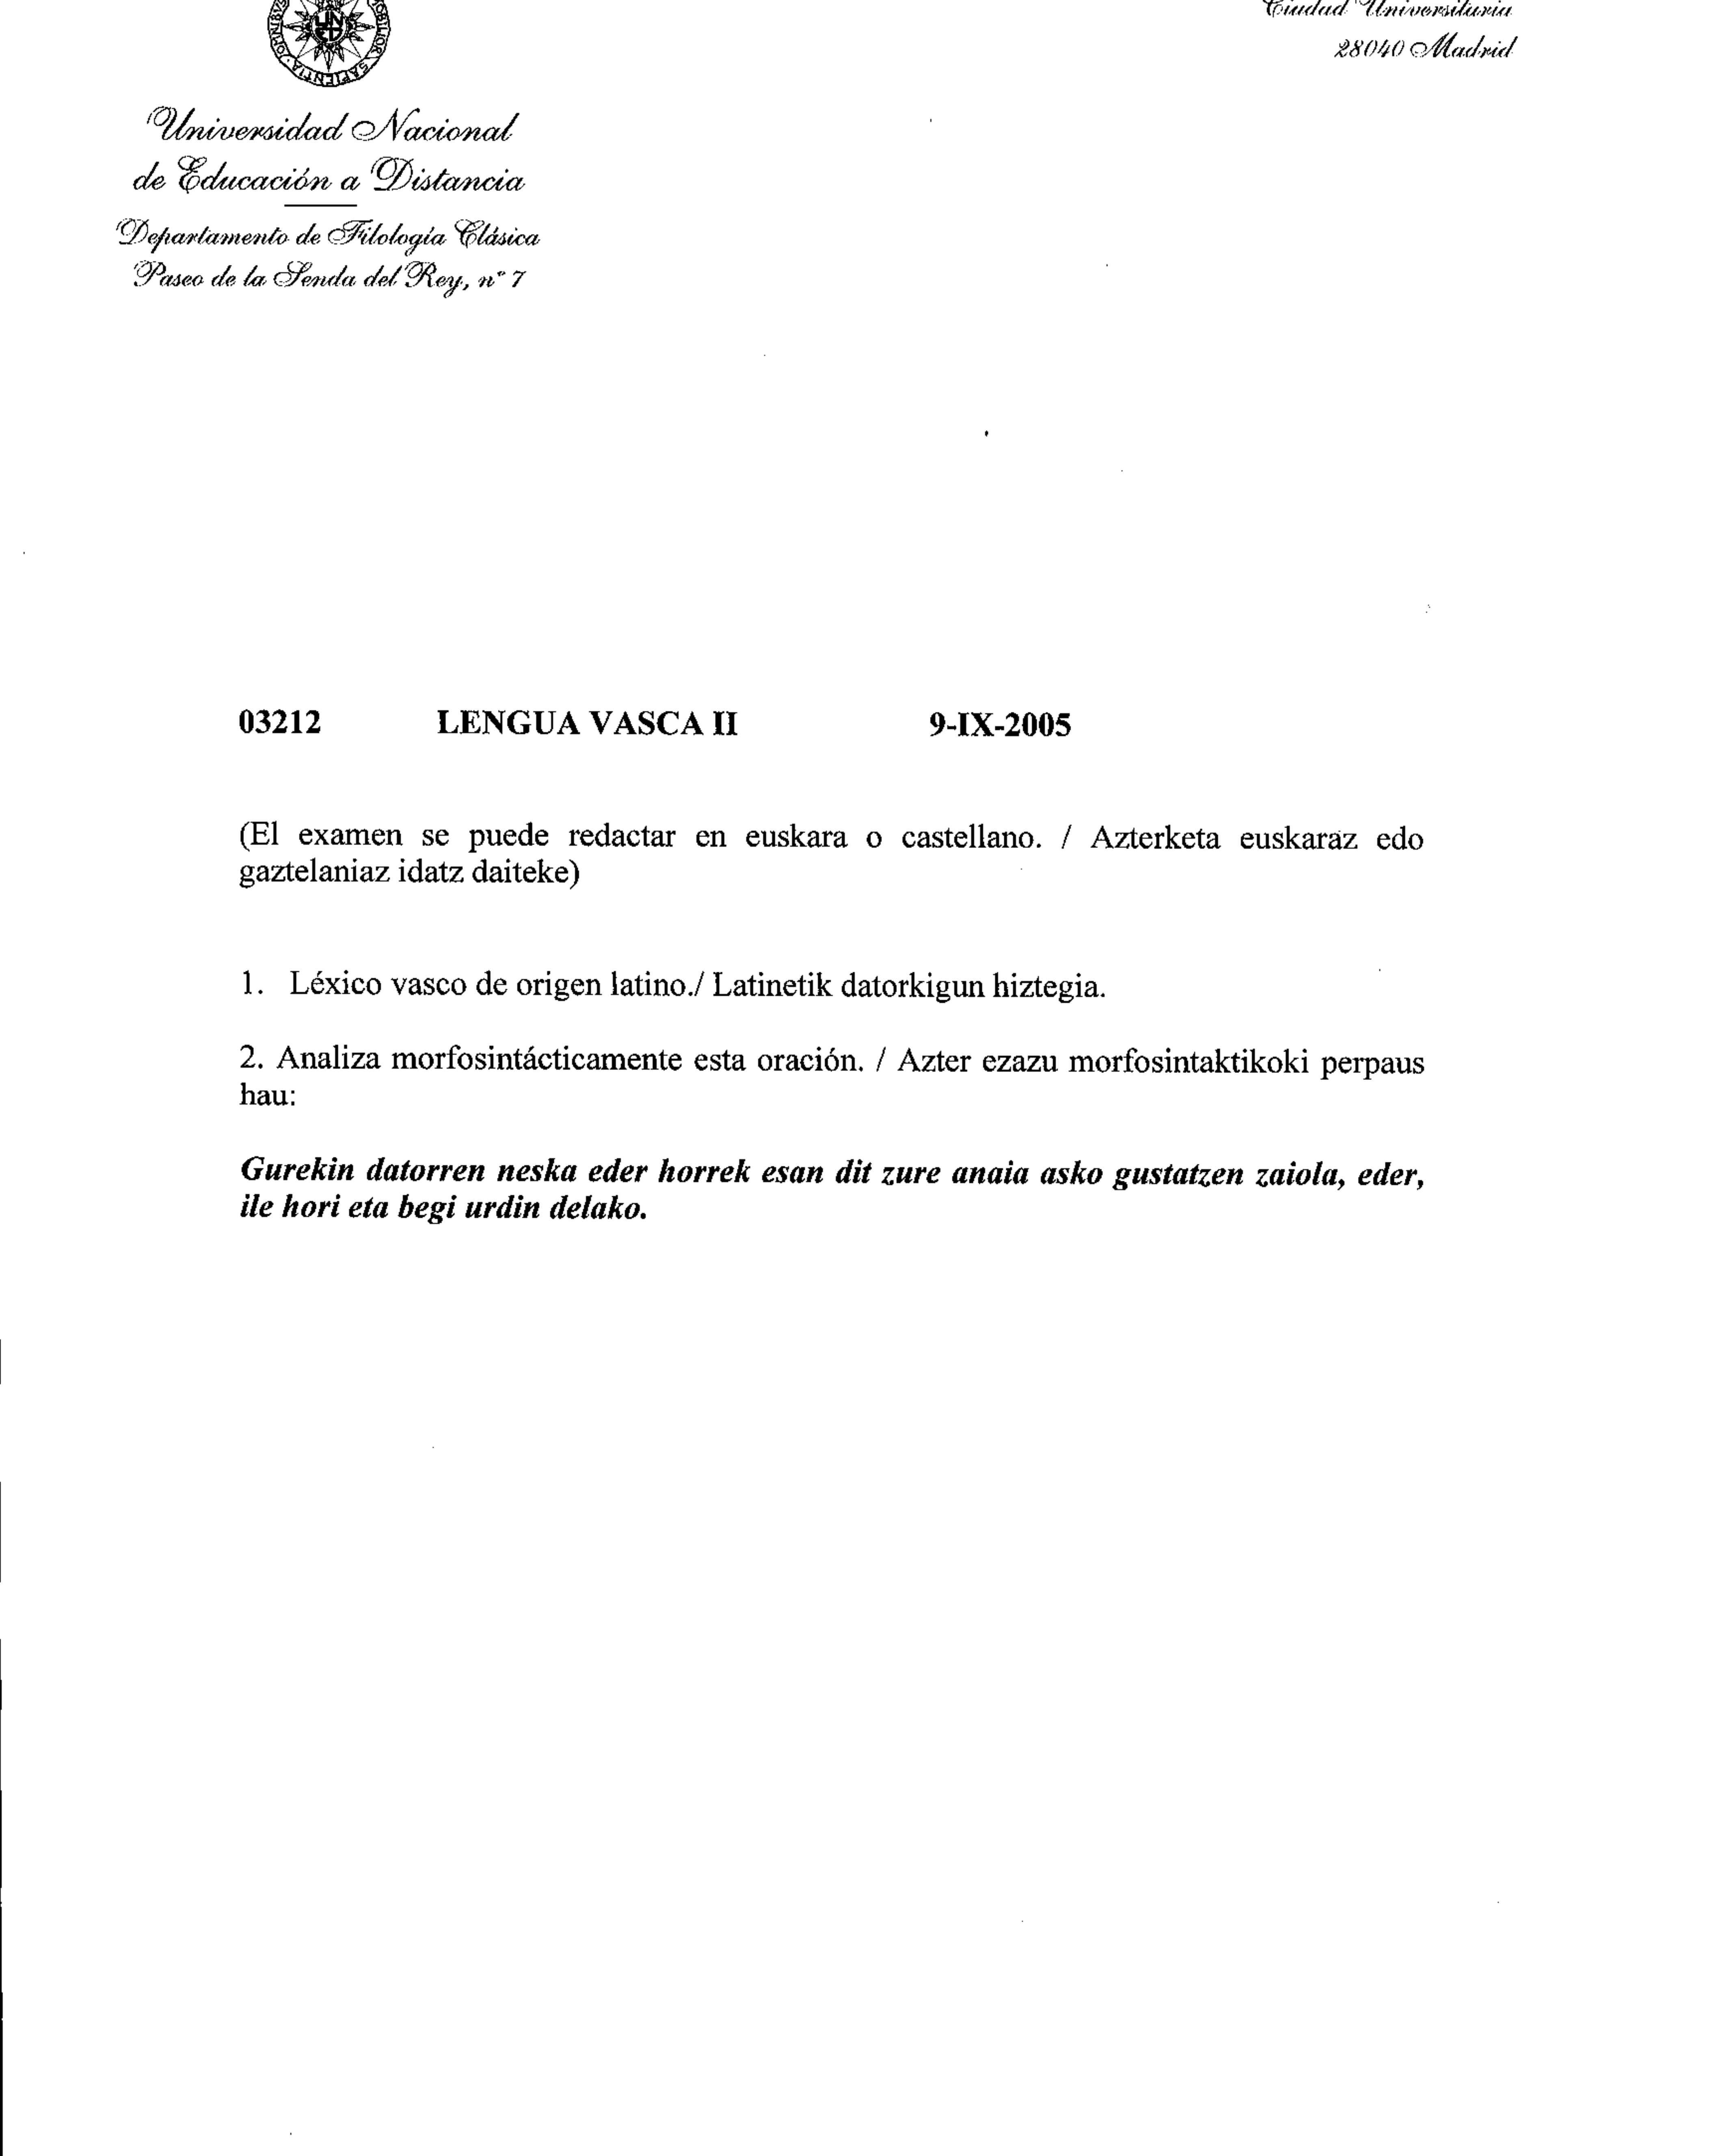 Ciudad Universitaria
28040 Madrid
Universidad Nacional
de Educación a Distancia
Departamento de Filología Clásica
Paseo de la Senda del Rey, nº 7
03212 LENGUA VASCA II 9-IX-2005
(El examen se puede redactar en euskara o castellano. / Azterketa euskaraz edo
gaztelaniaz idatz daiteke)
1. Léxico vasco de origen latino./ Latinetik datorkigun hiztegia.
2. Analiza morfosintácticamente esta oración. / Azter ezazu morfosintaktikoki perpaus
hau:
Gurekin datorren neska eder horrek esan dit zure anaia asko gustatzen zaiola, eder,
ile hori eta begi urdin delako.